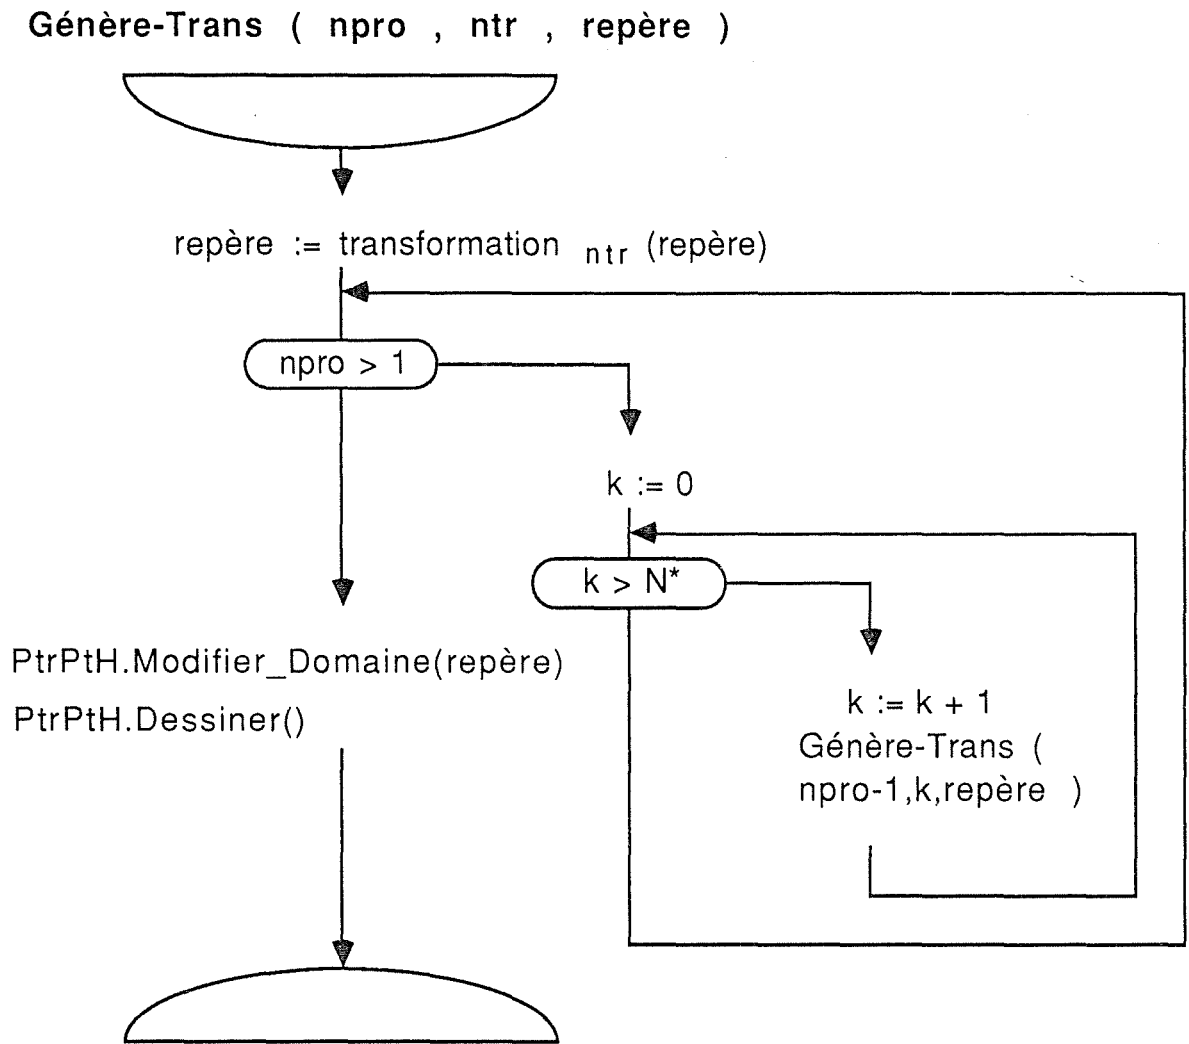 Génère-Trans ( npro , ntr , repère )
repère := transformation ntr (repère)
npro > 1
k := 0
k > N*
PtrPtH.Modifier_Domaine(repère)
PtrPtH.Dessiner()
k := k + 1
Génère-Trans (
npro-1,k,repère )